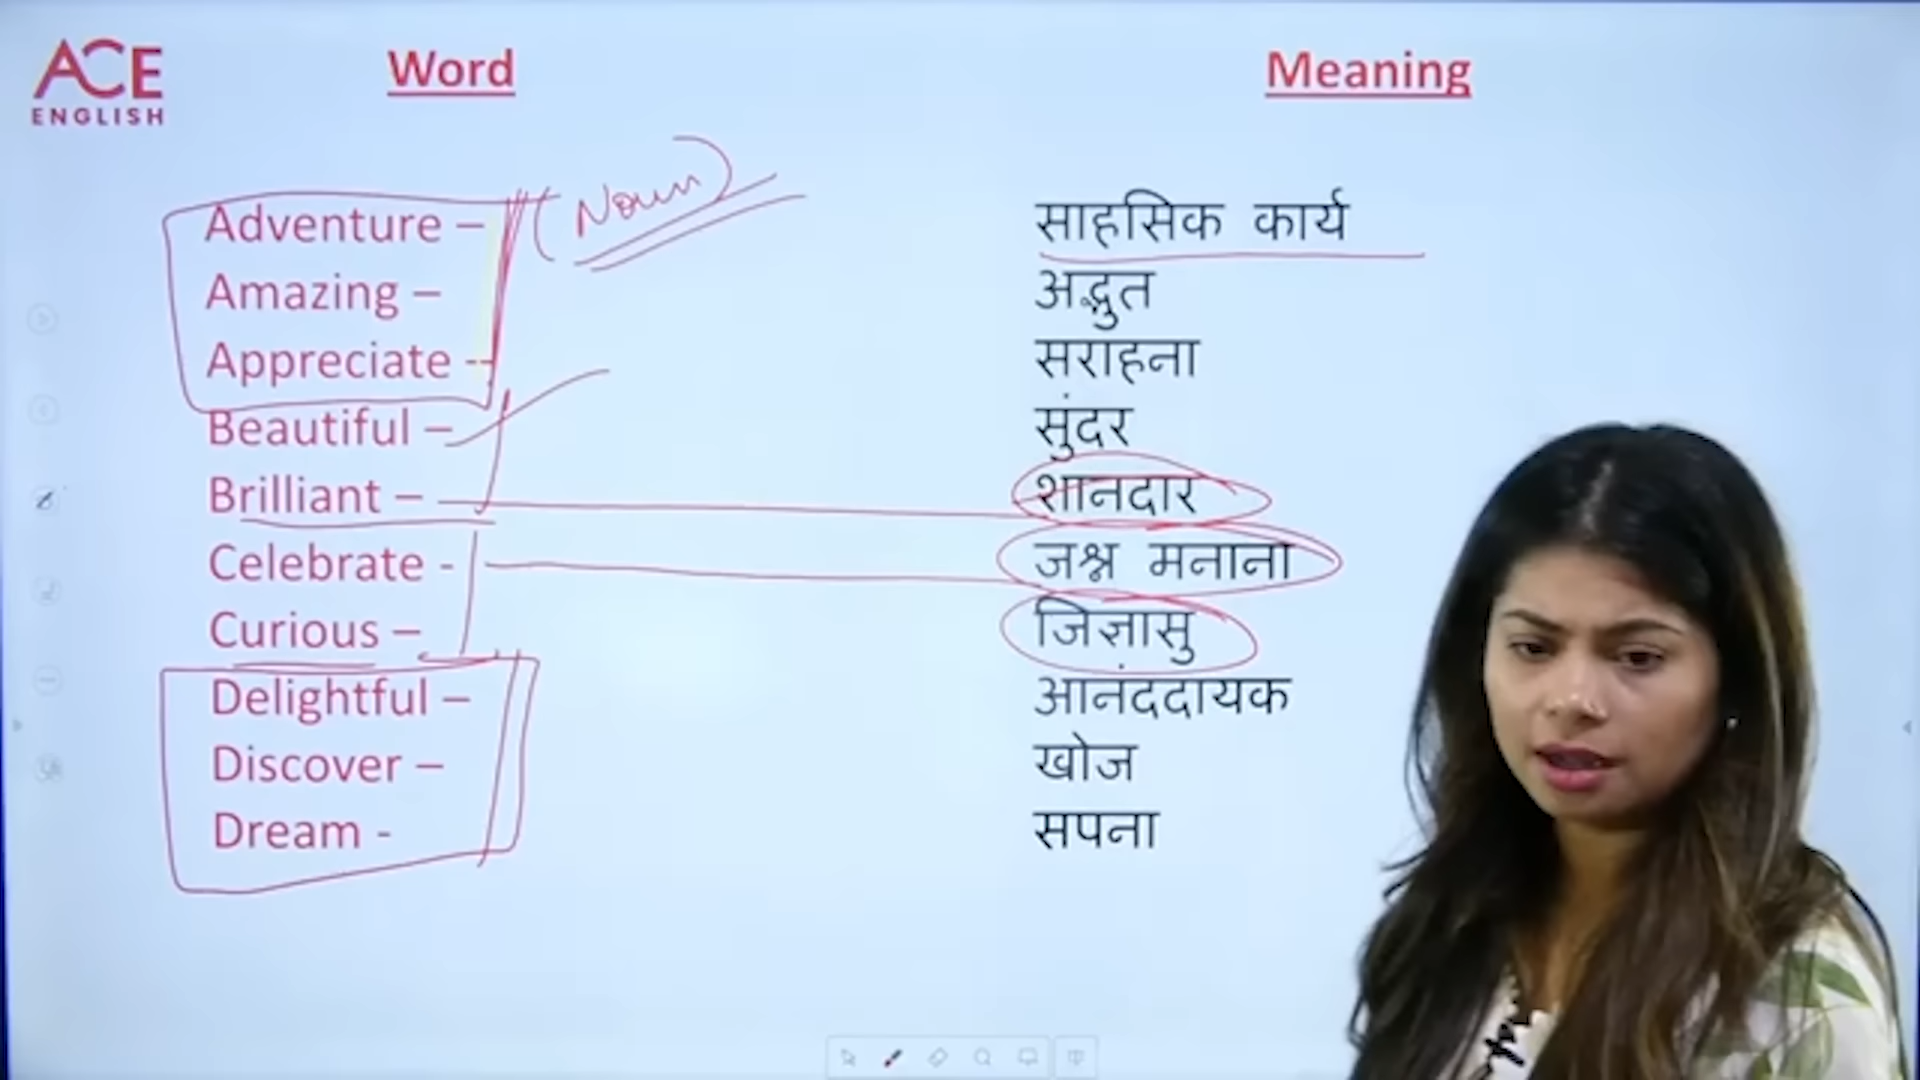 ACE
ENGLISH
Word Meaning
(Noun)
Adventure – साहसिक कार्य
Amazing – अद्भुत
Appreciate -- सराहना
Beautiful – सुंदर
Brilliant – शानदार
Celebrate - जश्न मनाना
Curious – जिज्ञासु
Delightful – आनंददायक
Discover – खोज
Dream - सपना